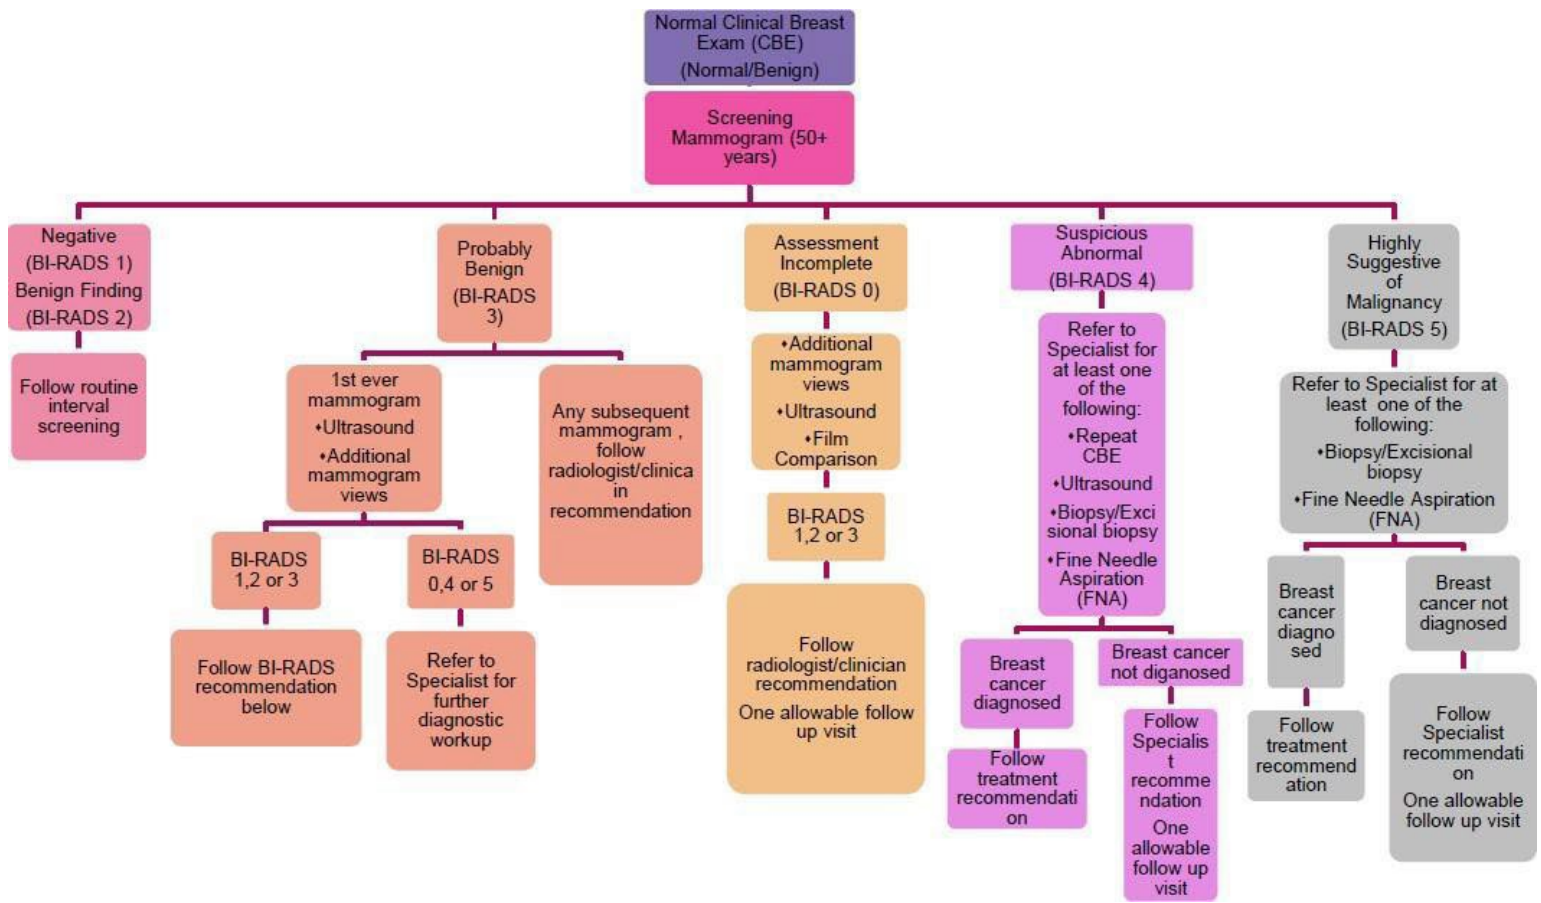 Normal Clinical Breast
Exam (CBE)
(Normal/Benign)
Screening
Mammogram (50+
years)
Negative
(BI-RADS 1)
Benign Finding
(BI-RADS 2)
Follow routine
interval
screening
Probably
Benign
(BI-RADS
3)
1st ever
mammogram
♦Ultrasound
♦Additional
mammogram
views
BI-RADS
1,2 or 3
Follow BI-RADS
recommendation
below
BI-RADS
0,4 or 5
Refer to
Specialist for
further
diagnostic
workup
Any subsequent
mammogram ,
follow
radiologist/clinica
in
recommendation
Assessment
Incomplete
(BI-RADS 0)
♦Additional
mammogram
views
♦Ultrasound
♦Film
Comparison
BI-RADS
1,2 or 3
Follow
radiologist/clinician
recommendation
One allowable follow
up visit
Suspicious
Abnormal
(BI-RADS 4)
Refer to
Specialist for
at least one
of the
following:
♦Repeat
CBE
♦Ultrasound
♦Biopsy/Exci
sional biopsy
♦Fine Needle
Aspiration
(FNA)
Breast
cancer
diagnosed
Follow
treatment
recommendati
on
Breast cancer
not diganosed
Follow
Specialis
t
recomme
ndation
One
allowable
follow up
visit
Highly
Suggestive
of
Malignancy
(BI-RADS 5)
Refer to Specialist for at
least one of the
following:
♦Biopsy/Excisional
biopsy
♦Fine Needle Aspiration
(FNA)
Breast
cancer
diagno
sed
Follow
treatment
recommend
ation
Breast
cancer not
diagnosed
Follow
Specialist
recommendati
on
One allowable
follow up visit